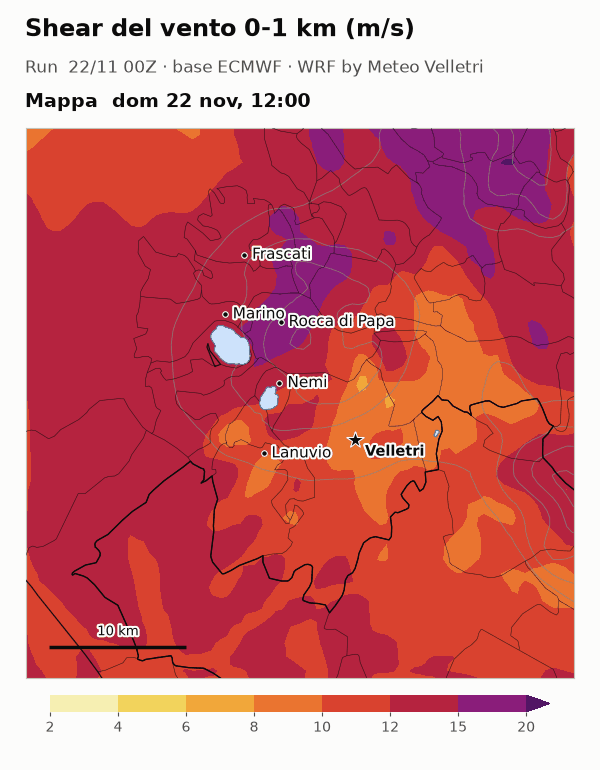 Shear del vento 0-1 km (m/s)
Run  22/11 00Z · base ECMWF · WRF by Meteo Velletri
Mappa  dom 22 nov, 12:00
Frascati
Marino
Rocca di Papa
Nemi
Velletri
Lanuvio
10 km
2 4 6 8 10 12 15 20